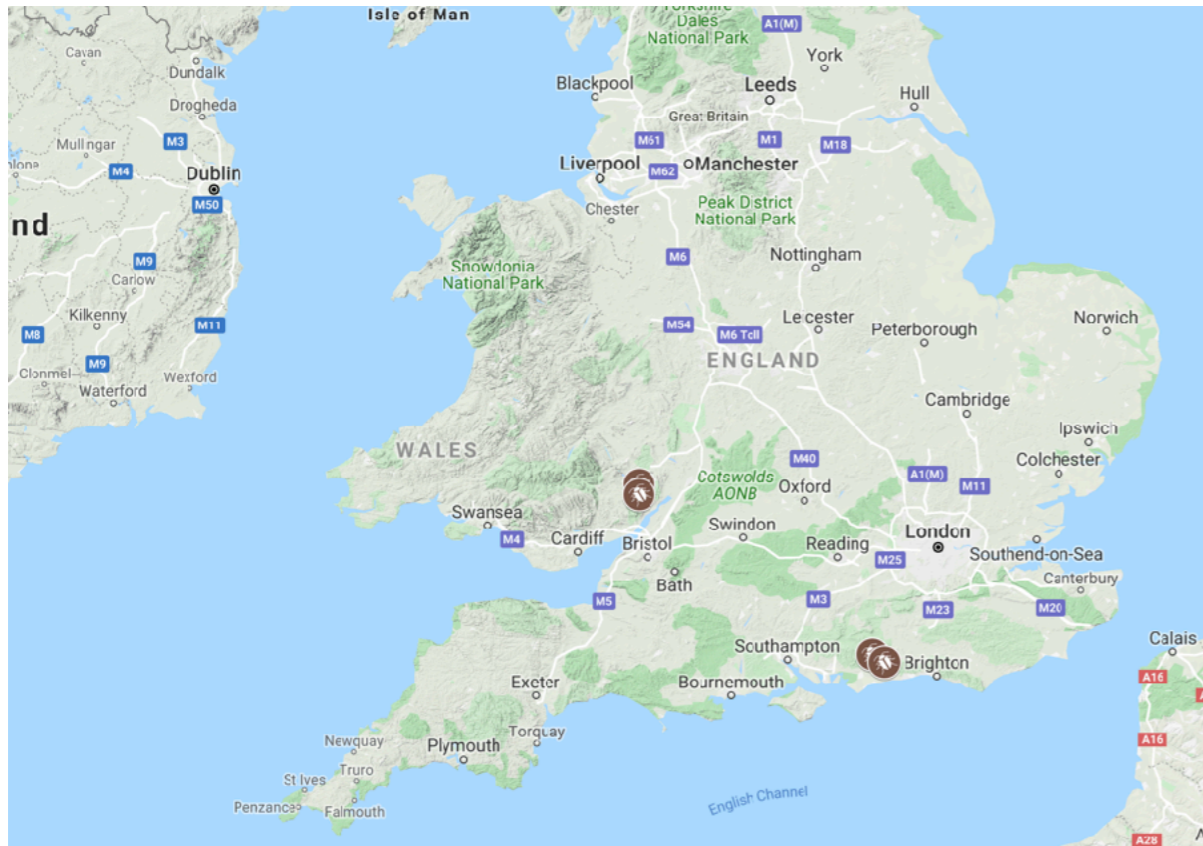 Isle of Man
Yorkshire
Dales
National Park
A1(M)
York
Cavan
Dundalk
Blackpool
Leeds
Hull
Drogheda
Great Britain
Mullingar
M3
M61
M1
M18
M4
Dublin
Liverpool
M62
Manchester
M50
Chester
Peak District
National Park
nd
M9
Carlow
Snowdonia
National Park
M6
Nottingham
Kilkenny
M8
M11
M54
M6 Toll
Leicester
Peterborough
Norwich
M9
ENGLAND
Clonmel
Wexford
Waterford
Cambridge
Ipswich
WALES
M40
Cotswolds
AONB
A1(M)
M11
Colchester
Oxford
Swansea
M4
Cardiff
Bristol
Swindon
Reading
London
M25
Southend-on-Sea
Bath
Canterbury
M5
M3
M23
M20
Southampton
Brighton
Calais
A16
Exeter
Bournemouth
Torquay
Newquay
Plymouth
A16
Truro
St Ives
Penzance
Falmouth
English Channel
A28